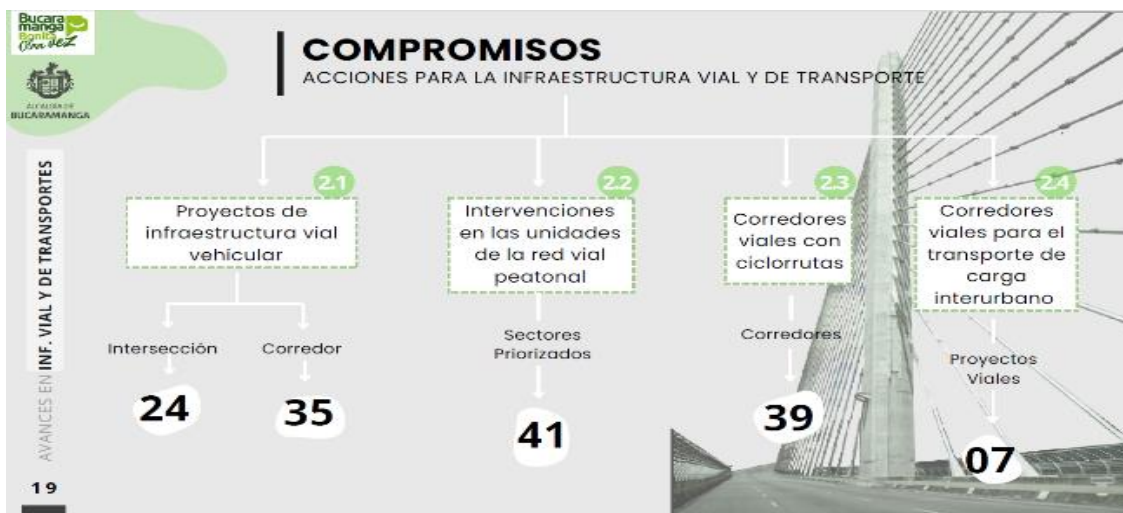 Bucara
manga
Bonita
Otra vez
ALCALDÍA DE
BUCARAMANGA
COMPROMISOS
ACCIONES PARA LA INFRAESTRUCTURA VIAL Y DE TRANSPORTE
2.1
Proyectos de
infraestructura vial
vehicular
Intersección
24
Corredor
35
2.2
Intervenciones
en las unidades
de la red vial
peatonal
Sectores
Priorizados
41
2.3
Corredores
viales con
ciclorrutas
Corredores
39
2.4
Corredores
viales para el
transporte de
carga
interurbano
Proyectos
Viales
07
AVANCES EN INF. VIAL Y DE TRANSPORTES
19